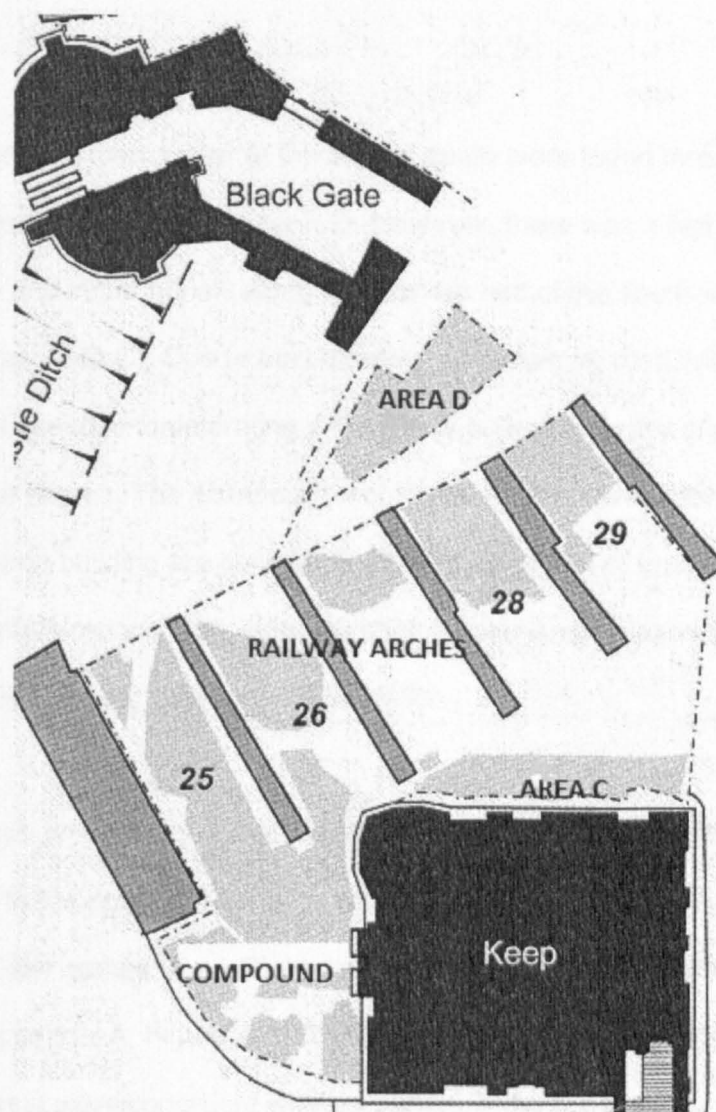 Black Gate
stle Ditch
AREA D
29
28
RAILWAY ARCHES
26
25
AREA C
Keep
COMPOUND